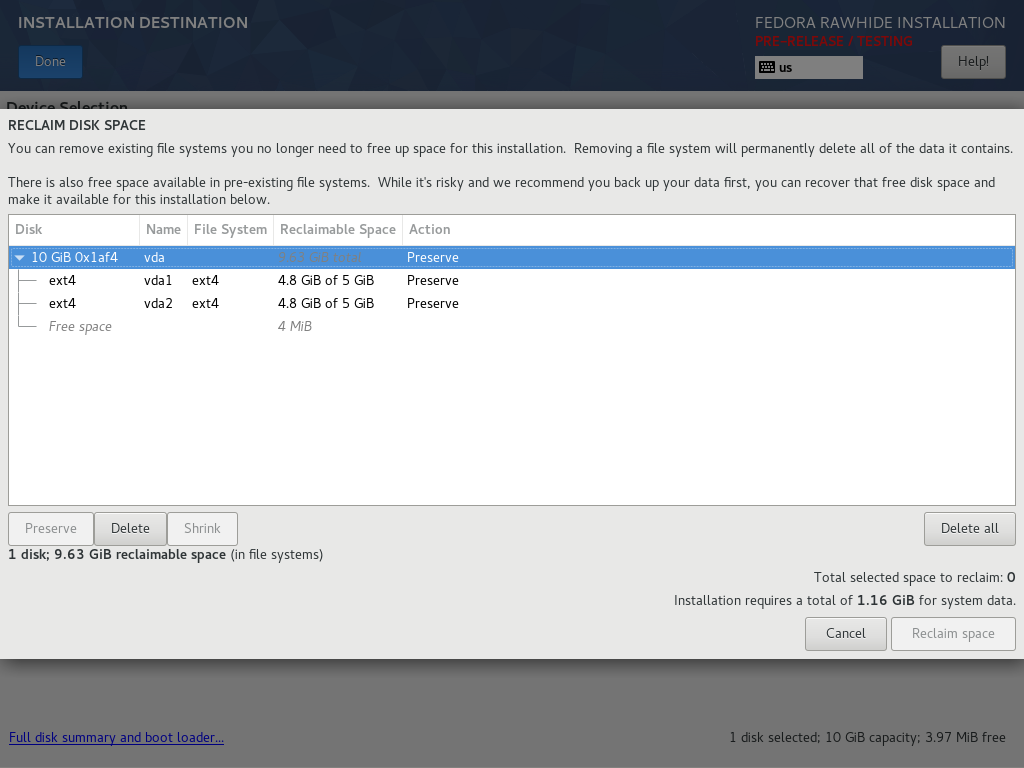 INSTALLATION DESTINATION
FEDORA RAWHIDE INSTALLATION
PRE-RELEASE / TESTING
Done
us
Help!
Device Selection
RECLAIM DISK SPACE
You can remove existing file systems you no longer need to free up space for this installation. Removing a file system will permanently delete all of the data it contains.
There is also free space available in pre-existing file systems. While it's risky and we recommend you back up your data first, you can recover that free disk space and
make it available for this installation below.
Disk Name File System Reclaimable Space Action
10 GiB 0x1af4 vda Preserve
ext4 vda1 ext4 4.8 GiB of 5 GiB Preserve
ext4 vda2 ext4 4.8 GiB of 5 GiB Preserve
Free space 4 MiB
Preserve Delete Shrink Delete all
1 disk; 9.63 GiB reclaimable space (in file systems)
Total selected space to reclaim: 0
Installation requires a total of 1.16 GiB for system data.
Cancel Reclaim space
Full disk summary and boot loader...
1 disk selected; 10 GiB capacity; 3.97 MiB free